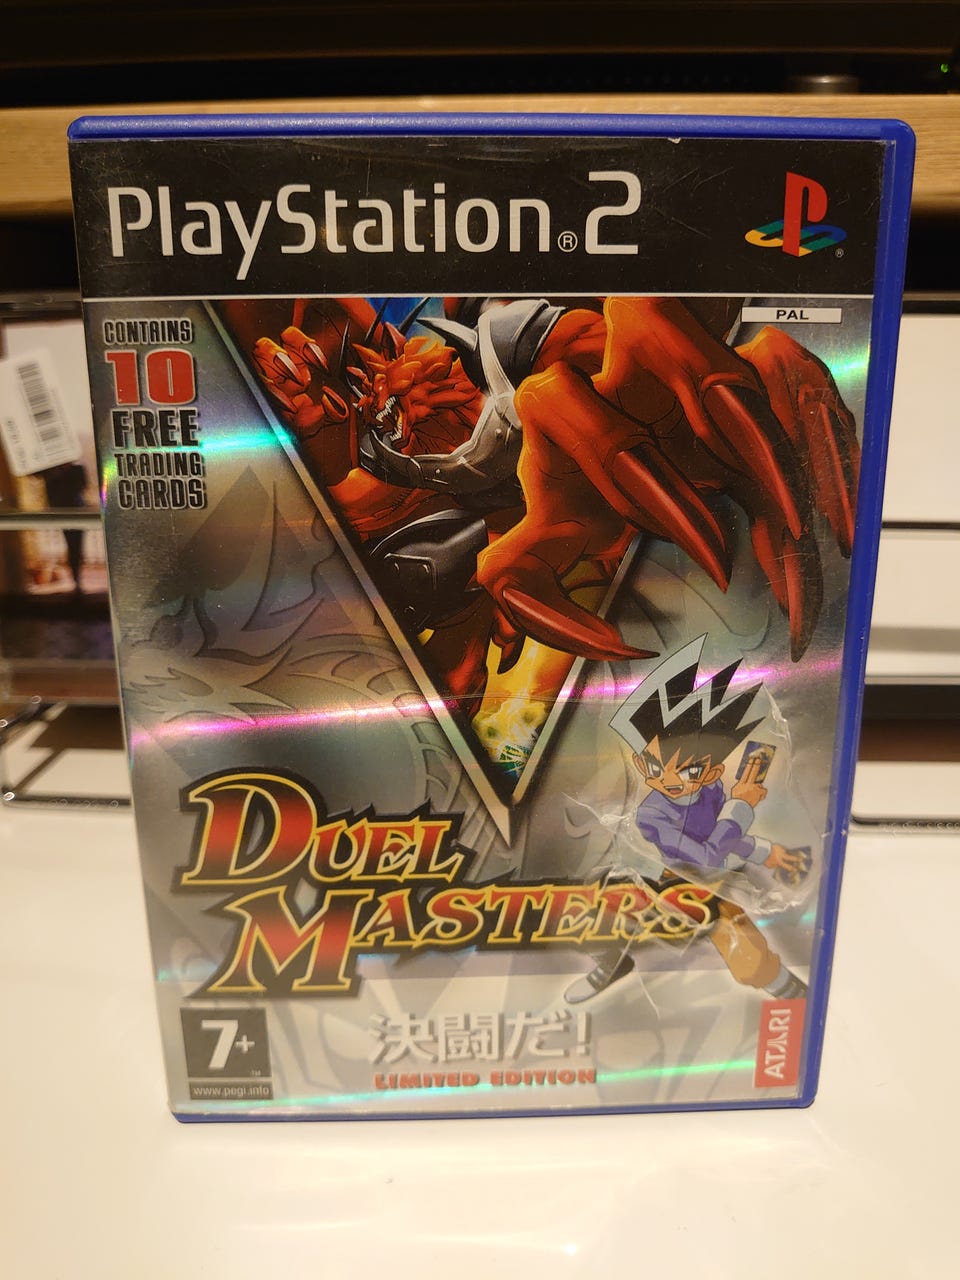 PlayStation®2
PAL
CONTAINS
10
FREE
TRADING
CARDS
DUEL
MASTERS
7+
™
www.pegi.info
決闘だ!
LIMITED EDITION
ATARI